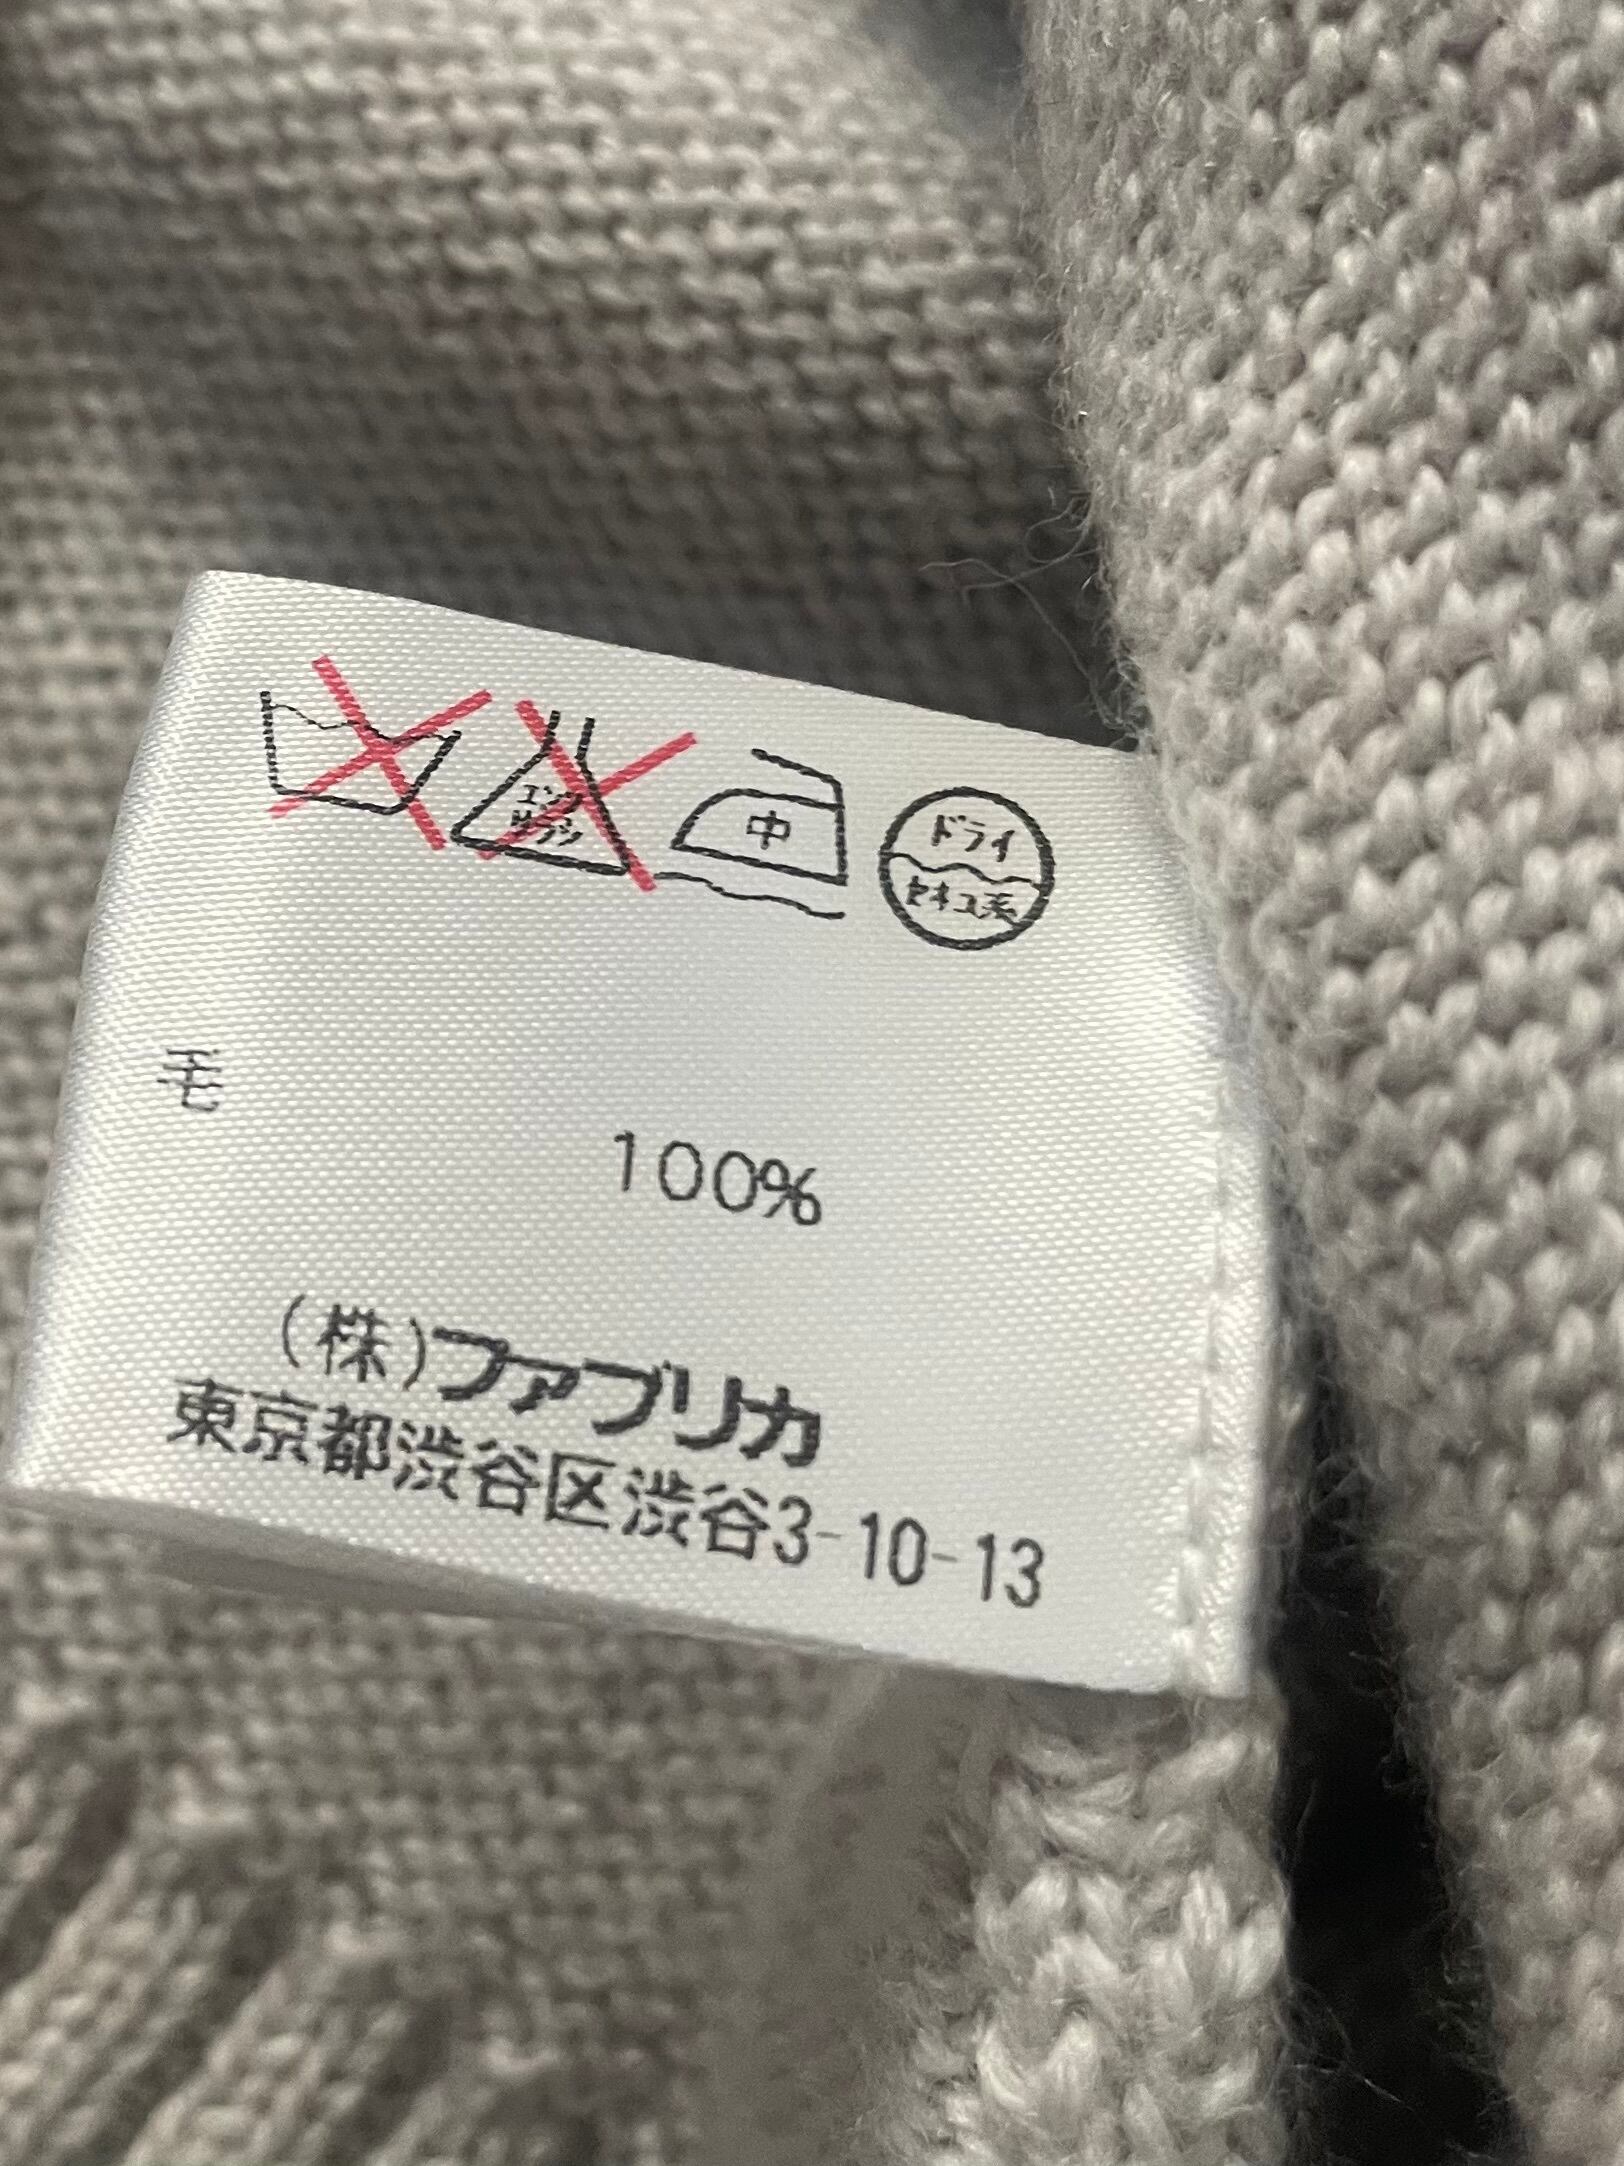 エンソサラシ
中
ドライ
セキユ系
毛
100%
(株)ファブリカ
東京都渋谷区渋谷3-10-13